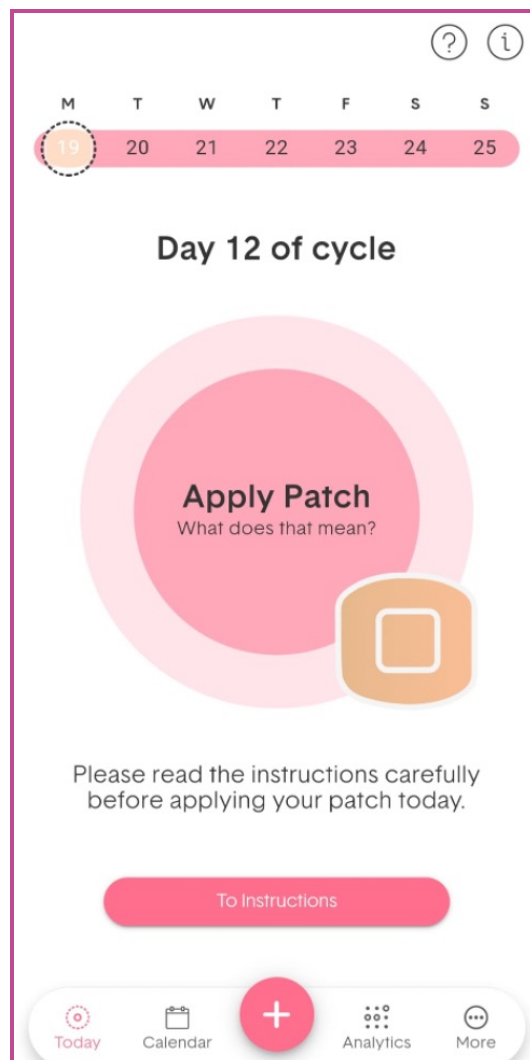 ? i
M T W T F S S
19 20 21 22 23 24 25
Day 12 of cycle
Apply Patch
What does that mean?
Please read the instructions carefully
before applying your patch today.
To Instructions
+
Today Calendar Analytics More